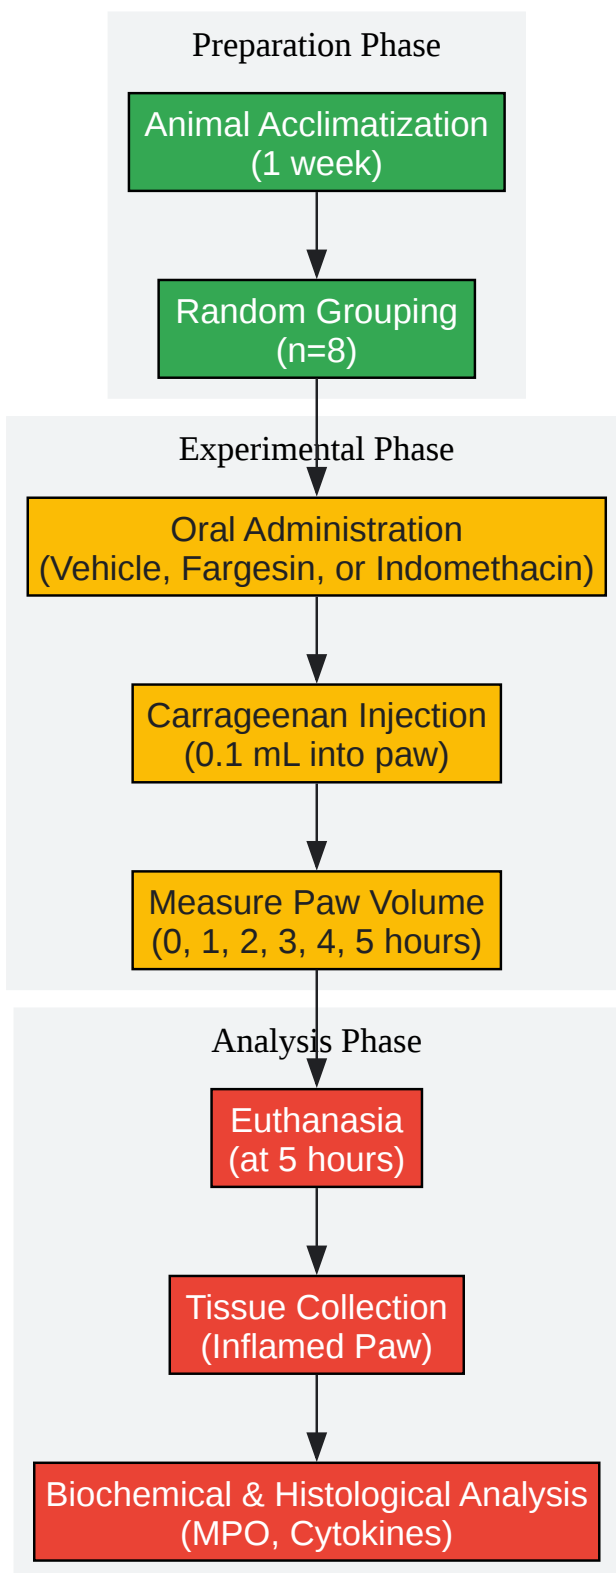 Preparation Phase
Animal Acclimatization
(1 week)
Random Grouping
(n=8)
Experimental Phase
Oral Administration
(Vehicle, Fargesin, or Indomethacin)
Carrageenan Injection
(0.1 mL into paw)
Measure Paw Volume
(0, 1, 2, 3, 4, 5 hours)
Analysis Phase
Euthanasia
(at 5 hours)
Tissue Collection
(Inflamed Paw)
Biochemical & Histological Analysis
(MPO, Cytokines)